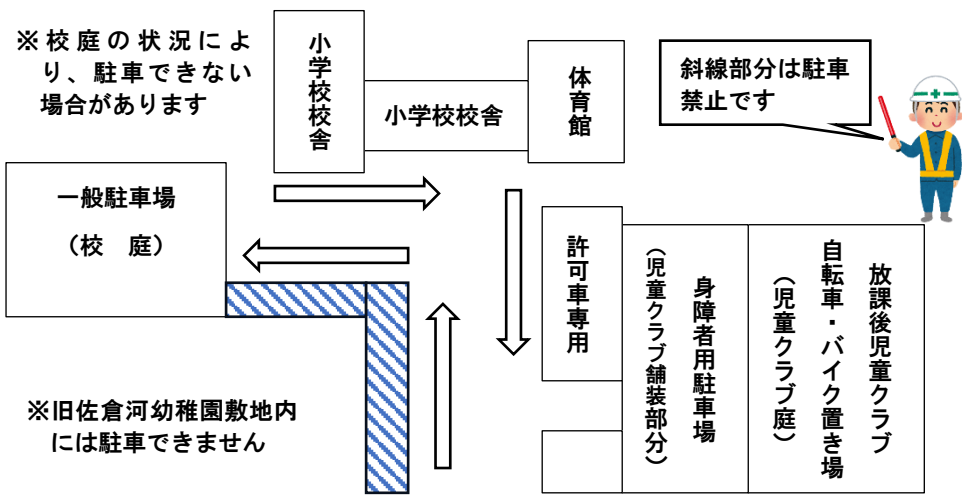 ※校庭の状況によ
り、駐車できない
場合があります
小学校校舎
小学校校舎
体育館
斜線部分は駐車
禁止です
一般駐車場
（校　庭）
許可車専用
身障者用駐車場
（児童クラブ舗装部分）
放課後児童クラブ
自転車・バイク置き場
（児童クラブ庭）
※旧佐倉河幼稚園敷地内
には駐車できません